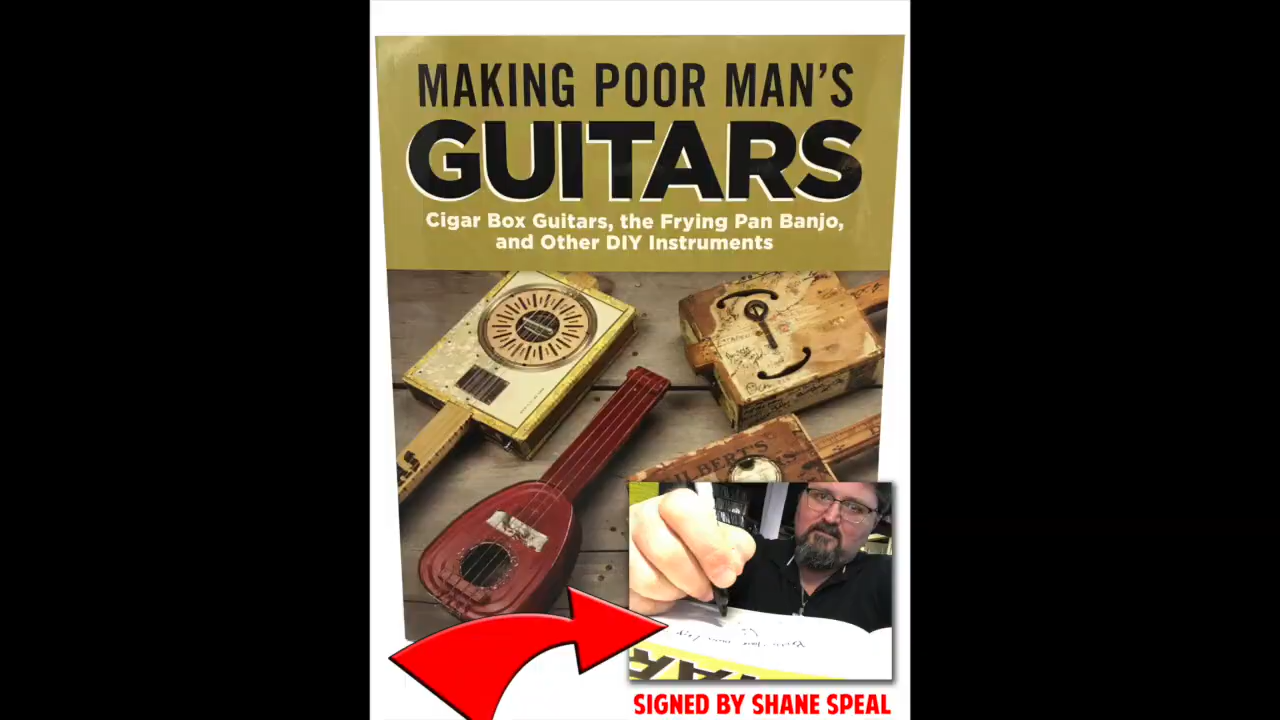 MAKING POOR MAN'S
GUITARS
Cigar Box Guitars, the Frying Pan Banjo,
and Other DIY Instruments
SIGNED BY SHANE SPEAL